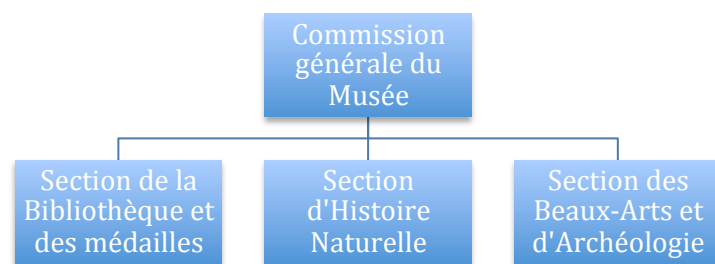 Commission
générale du
Musée
Section de la
Bibliothèque et
des médailles
Section
d'Histoire
Naturelle
Section des
Beaux-Arts et
d'Archéologie